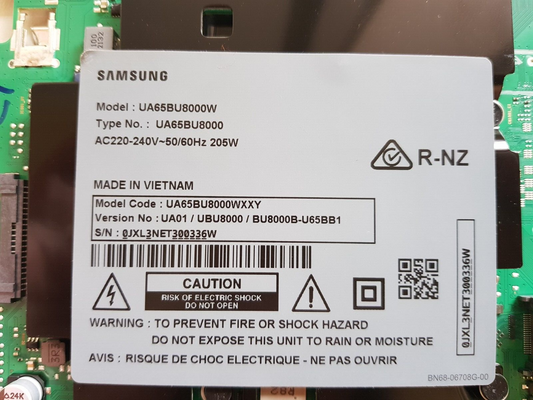 SAMSUNG
Model : UA65BU8000W
Type No. : UA65BU8000
AC220-240V~50/60Hz 205W
R-NZ
MADE IN VIETNAM
Model Code : UA65BU8000WXXY
Version No : UA01 / UBU8000 / BU8000B-U65BB1
S/N : 0JXL3NET300336W
CAUTION
RISK OF ELECTRIC SHOCK
DO NOT OPEN
0JXL3NET300336W
WARNING : TO PREVENT FIRE OR SHOCK HAZARD
DO NOT EXPOSE THIS UNIT TO RAIN OR MOISTURE
AVIS : RISQUE DE CHOC ELECTRIQUE - NE PAS OUVRIR
BN68-06708G-00
24K